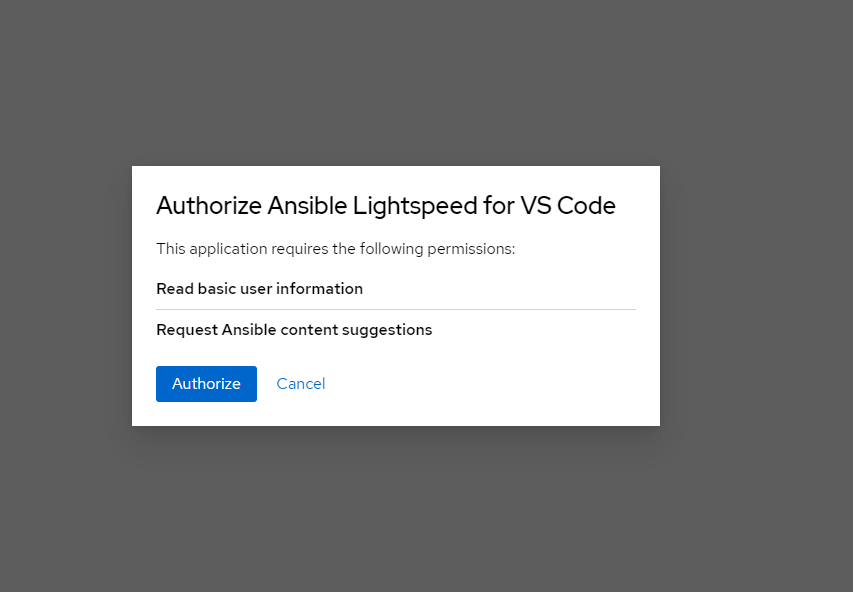 Authorize Ansible Lightspeed for VS Code
This application requires the following permissions:
Read basic user information
Request Ansible content suggestions
Authorize Cancel